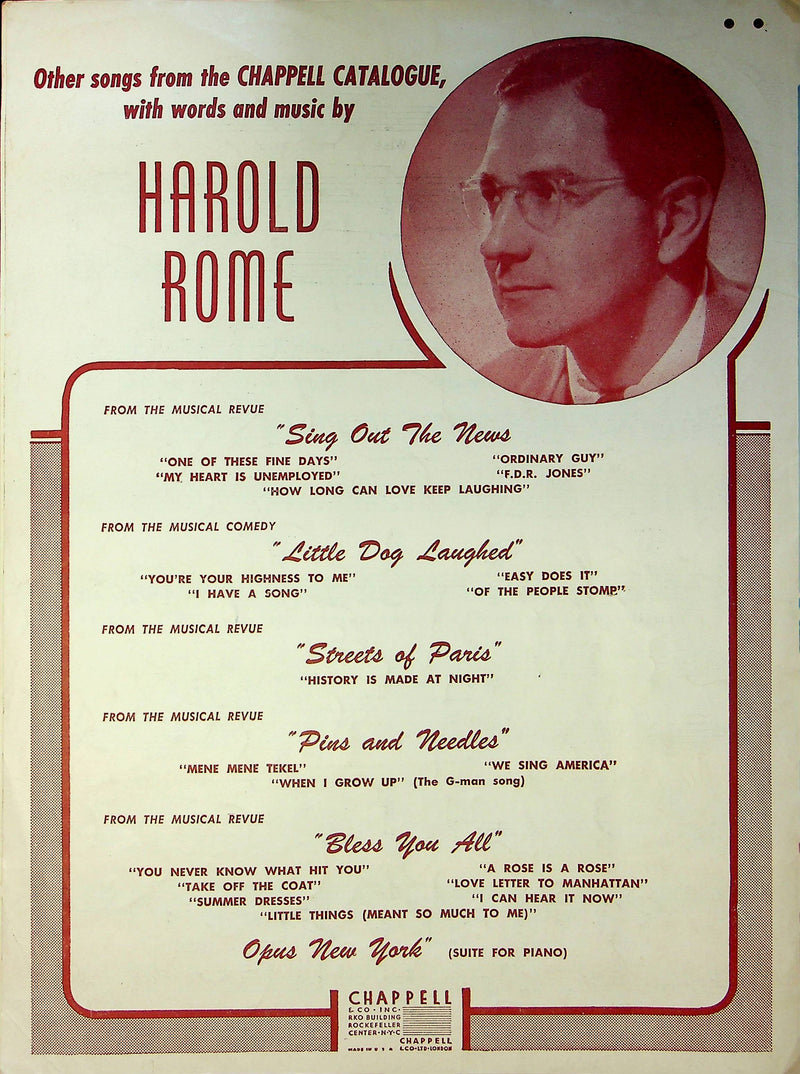 Other songs from the CHAPPELL CATALOGUE,
with words and music by
HAROLD
ROME
FROM THE MUSICAL REVUE
"Sing Out The News
"ONE OF THESE FINE DAYS" "ORDINARY GUY"
"MY HEART IS UNEMPLOYED" "F.D.R. JONES"
"HOW LONG CAN LOVE KEEP LAUGHING"
FROM THE MUSICAL COMEDY
"Little Dog Laughed"
"YOU'RE YOUR HIGHNESS TO ME" "EASY DOES IT"
"I HAVE A SONG" "OF THE PEOPLE STOMP"
FROM THE MUSICAL REVUE
"Streets of Paris"
"HISTORY IS MADE AT NIGHT"
FROM THE MUSICAL REVUE
"Pins and Needles"
"MENE MENE TEKEL" "WE SING AMERICA"
"WHEN I GROW UP" (The G-man song)
FROM THE MUSICAL REVUE
"Bless You All"
"YOU NEVER KNOW WHAT HIT YOU" "A ROSE IS A ROSE"
"TAKE OFF THE COAT" "LOVE LETTER TO MANHATTAN"
"SUMMER DRESSES" "I CAN HEAR IT NOW"
"LITTLE THINGS (MEANT SO MUCH TO ME)"
Opus New York" (SUITE FOR PIANO)
CHAPPELL
& CO · INC ·
RKO BUILDING
ROCKEFELLER
CENTER · N · Y · C
CHAPPELL
MADE IN U S A & CO · LTD · LONDON